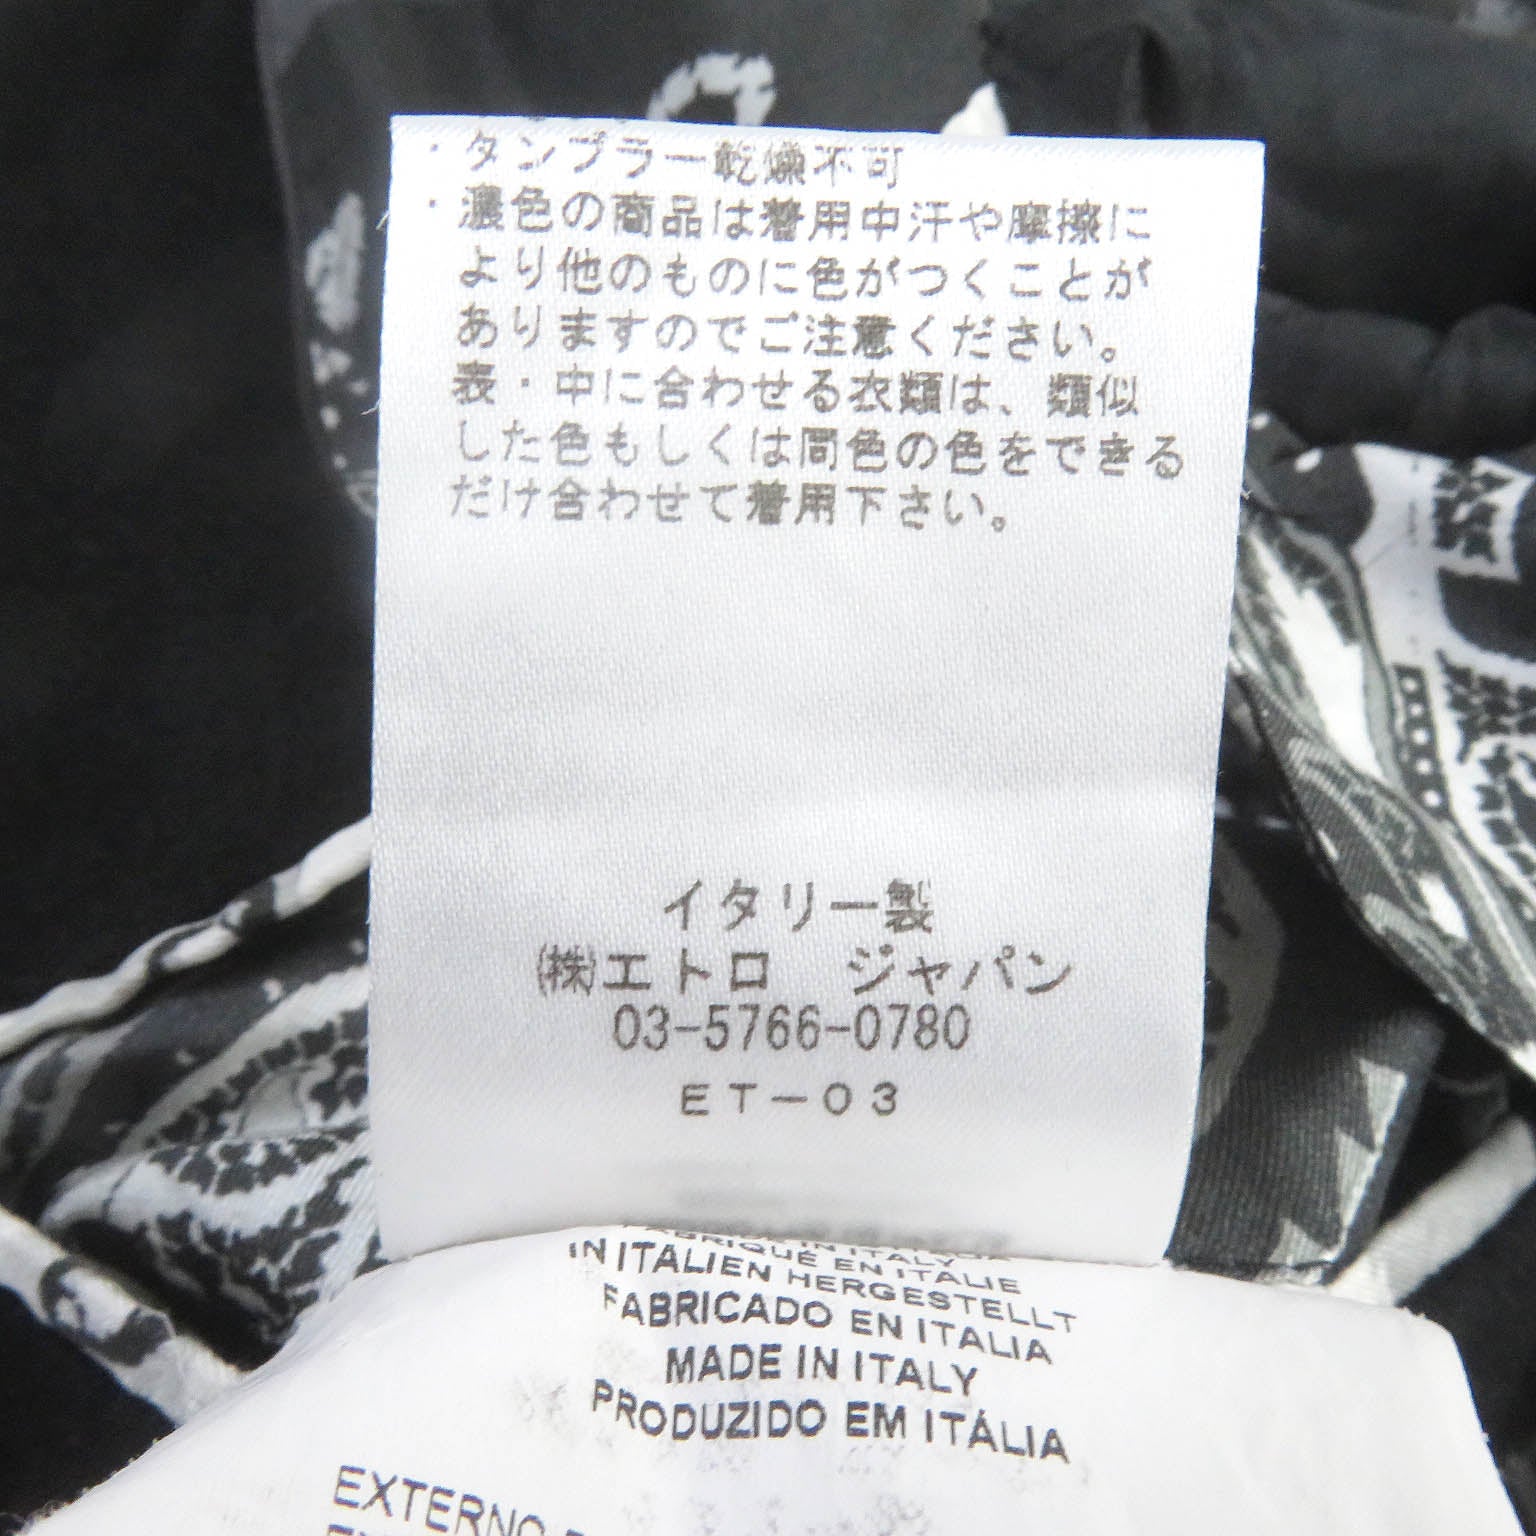 ・タンブラー乾燥不可
・濃色の商品は着用中汗や摩擦に
より他のものに色がつくことが
ありますのでご注意ください。
表・中に合わせる衣類は、類似
した色もしくは同色の色をできる
だけ合わせて着用下さい。
イタリー製
㈱エトロ　ジャパン
03-5766-0780
ET-03
FABRIQUÉ EN ITALIE
IN ITALIEN HERGESTELLT
FABRICADO EN ITALIA
MADE IN ITALY
PRODUZIDO EM ITÁLIA
EXTERNO